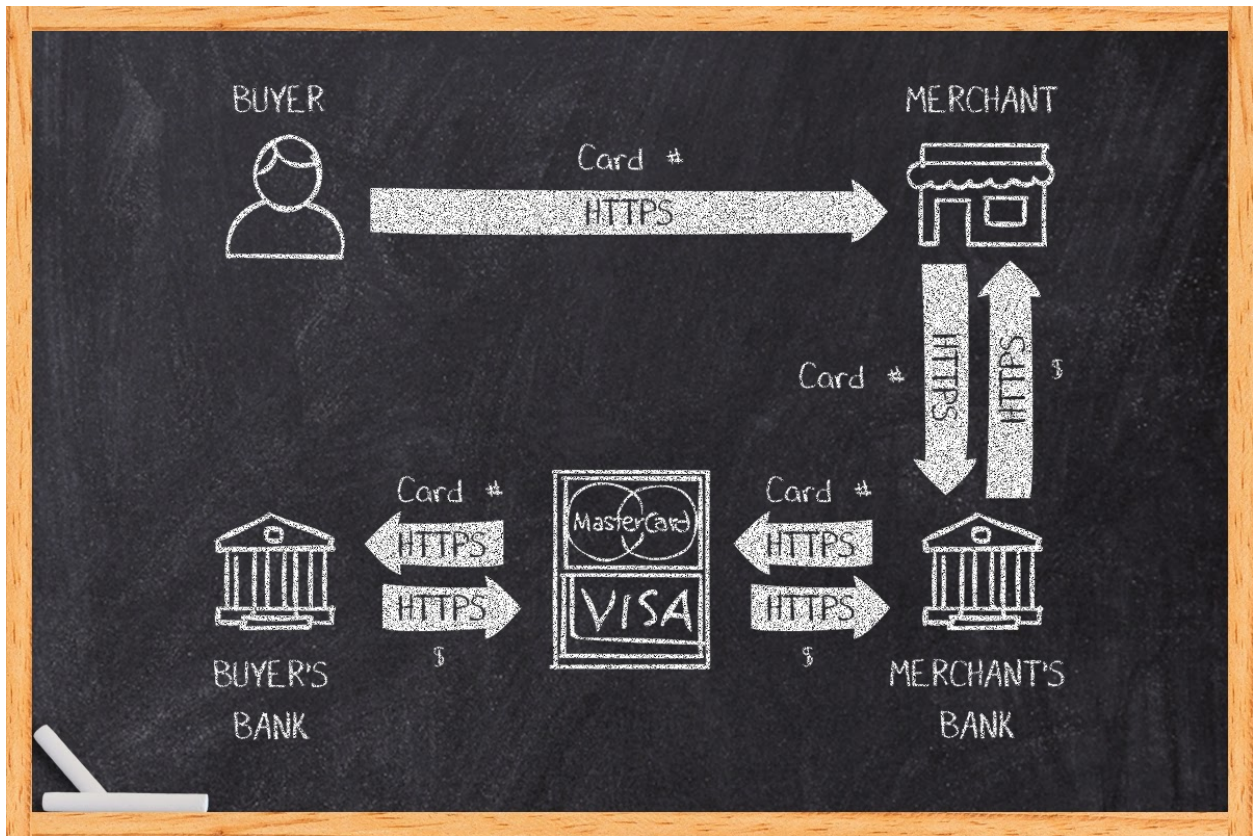 BUYER
MERCHANT
Card #
HTTPS
Card #
HTTPS
HTTPS
$
Card #
HTTPS
HTTPS
$
MasterCard
VISA
Card #
HTTPS
HTTPS
$
BUYER'S
BANK
MERCHANT'S
BANK